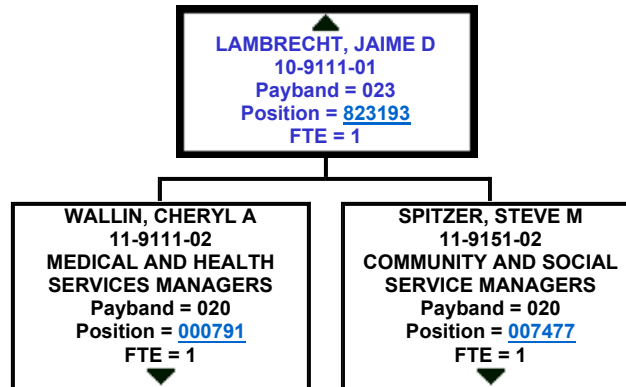 LAMBRECHT, JAIME D
10-9111-01
Payband = 023
Position = 823193
FTE = 1
WALLIN, CHERYL A
11-9111-02
MEDICAL AND HEALTH
SERVICES MANAGERS
Payband = 020
Position = 000791
FTE = 1
SPITZER, STEVE M
11-9151-02
COMMUNITY AND SOCIAL
SERVICE MANAGERS
Payband = 020
Position = 007477
FTE = 1